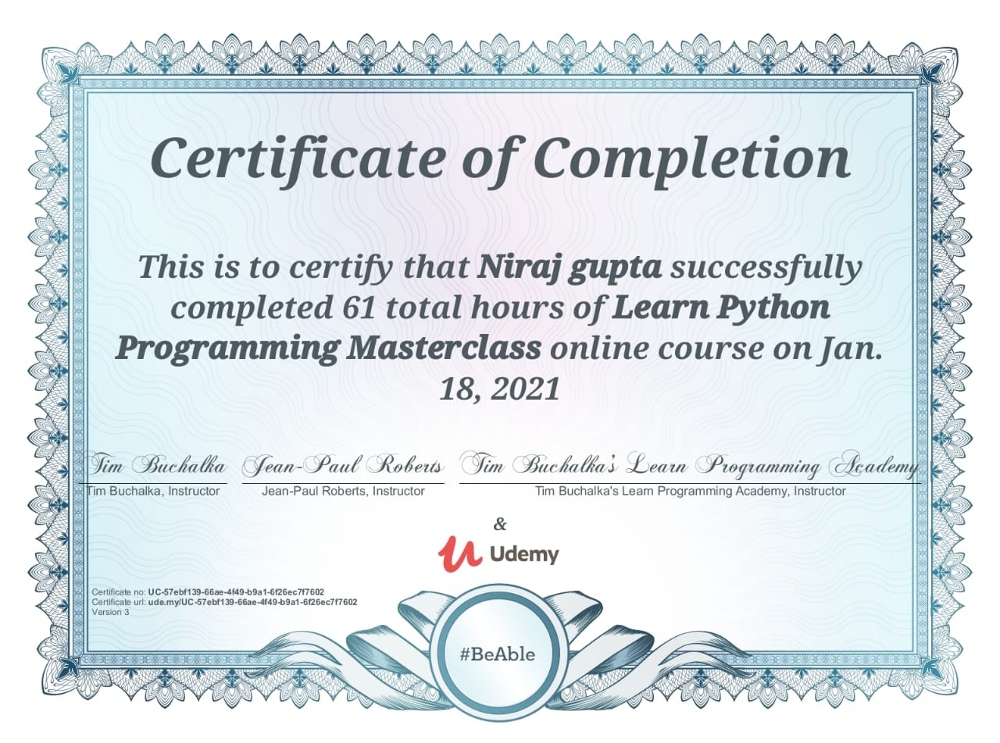 Certificate of Completion
This is to certify that Niraj gupta successfully
completed 61 total hours of Learn Python
Programming Masterclass online course on Jan.
18, 2021
Tim Buchalka Jean-Paul Roberts Tim Buchalka's Learn Programming Academy
Tim Buchalka, Instructor Jean-Paul Roberts, Instructor Tim Buchalka's Learn Programming Academy, Instructor
&
Udemy
Certificate no: UC-57ebf139-66ae-4f49-b9a1-6f26ec7f7602
Certificate url: ude.my/UC-57ebf139-66ae-4f49-b9a1-6f26ec7f7602
Version 3
#BeAble